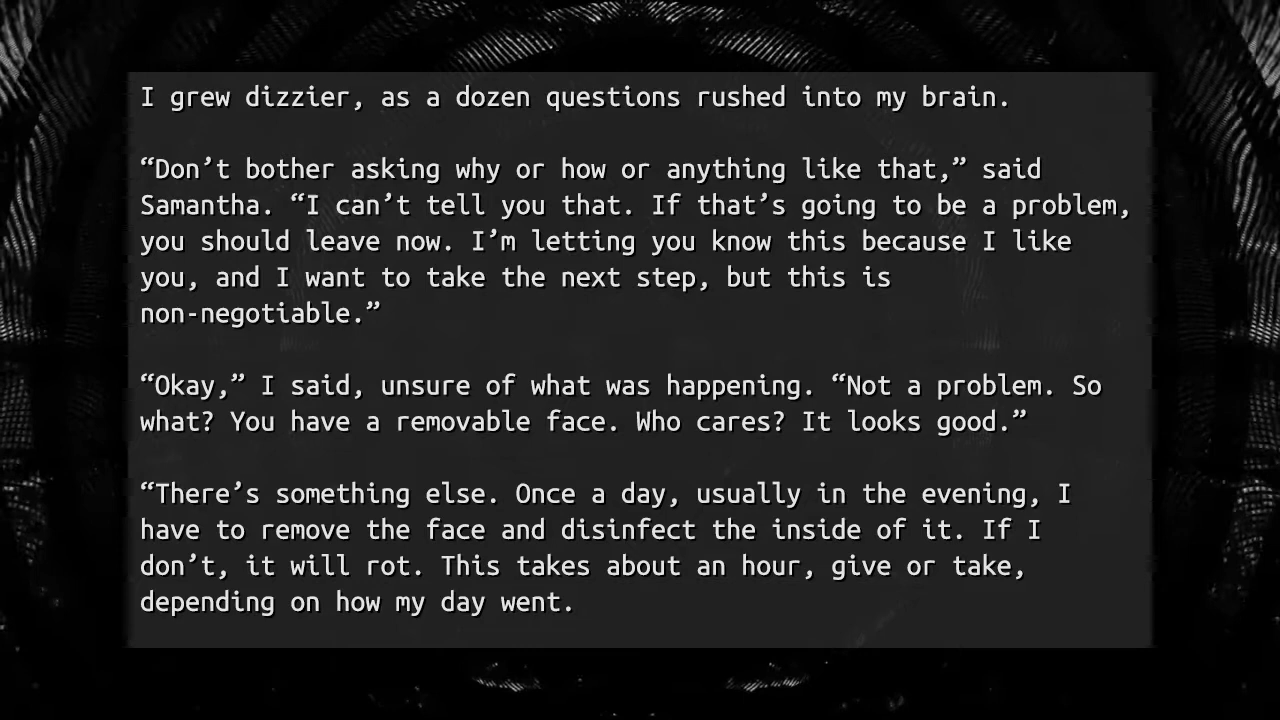 I grew dizzier, as a dozen questions rushed into my brain.
“Don’t bother asking why or how or anything like that,” said
Samantha. “I can’t tell you that. If that’s going to be a problem,
you should leave now. I’m letting you know this because I like
you, and I want to take the next step, but this is
non-negotiable.”
“Okay,” I said, unsure of what was happening. “Not a problem. So
what? You have a removable face. Who cares? It looks good.”
“There’s something else. Once a day, usually in the evening, I
have to remove the face and disinfect the inside of it. If I
don’t, it will rot. This takes about an hour, give or take,
depending on how my day went.